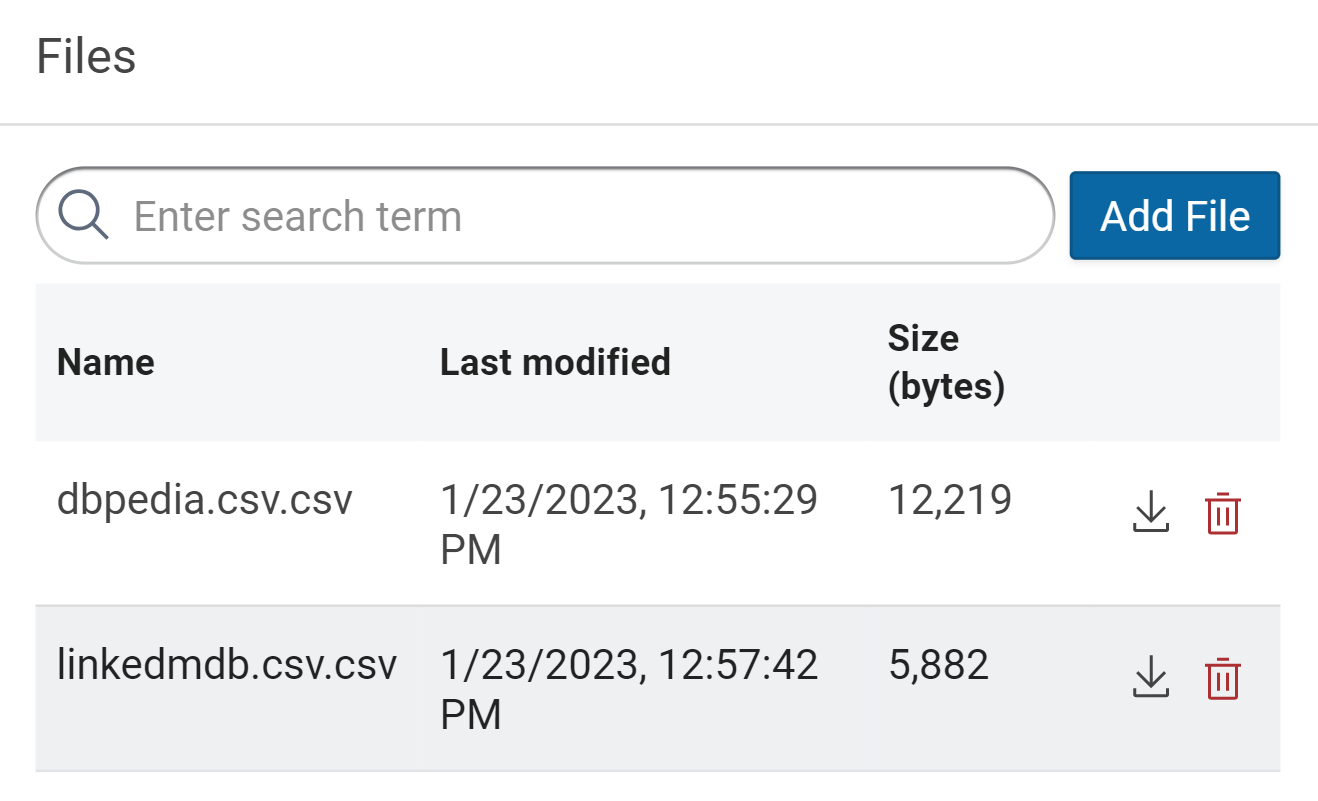 Files
Enter search term
Add File
Name
Last modified
Size
(bytes)
dbpedia.csv.csv
1/23/2023, 12:55:29
PM
12,219
linkedmdb.csv.csv
1/23/2023, 12:57:42
PM
5,882